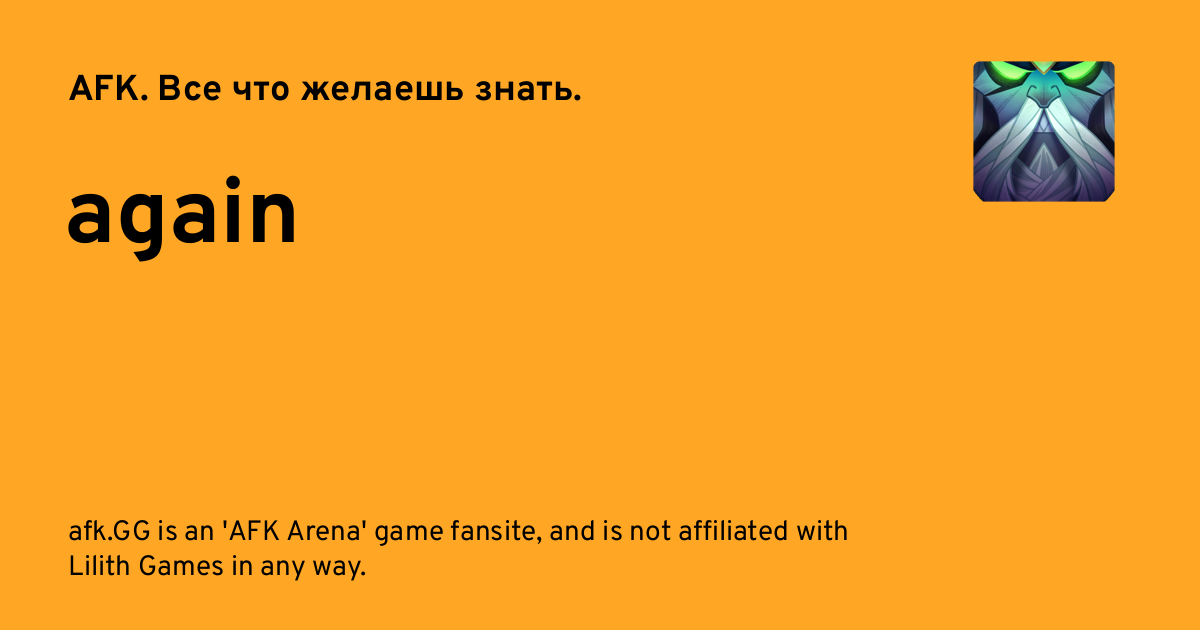 AFK. Все что желаешь знать.
again
afk.GG is an 'AFK Arena' game fansite, and is not affiliated with
Lilith Games in any way.